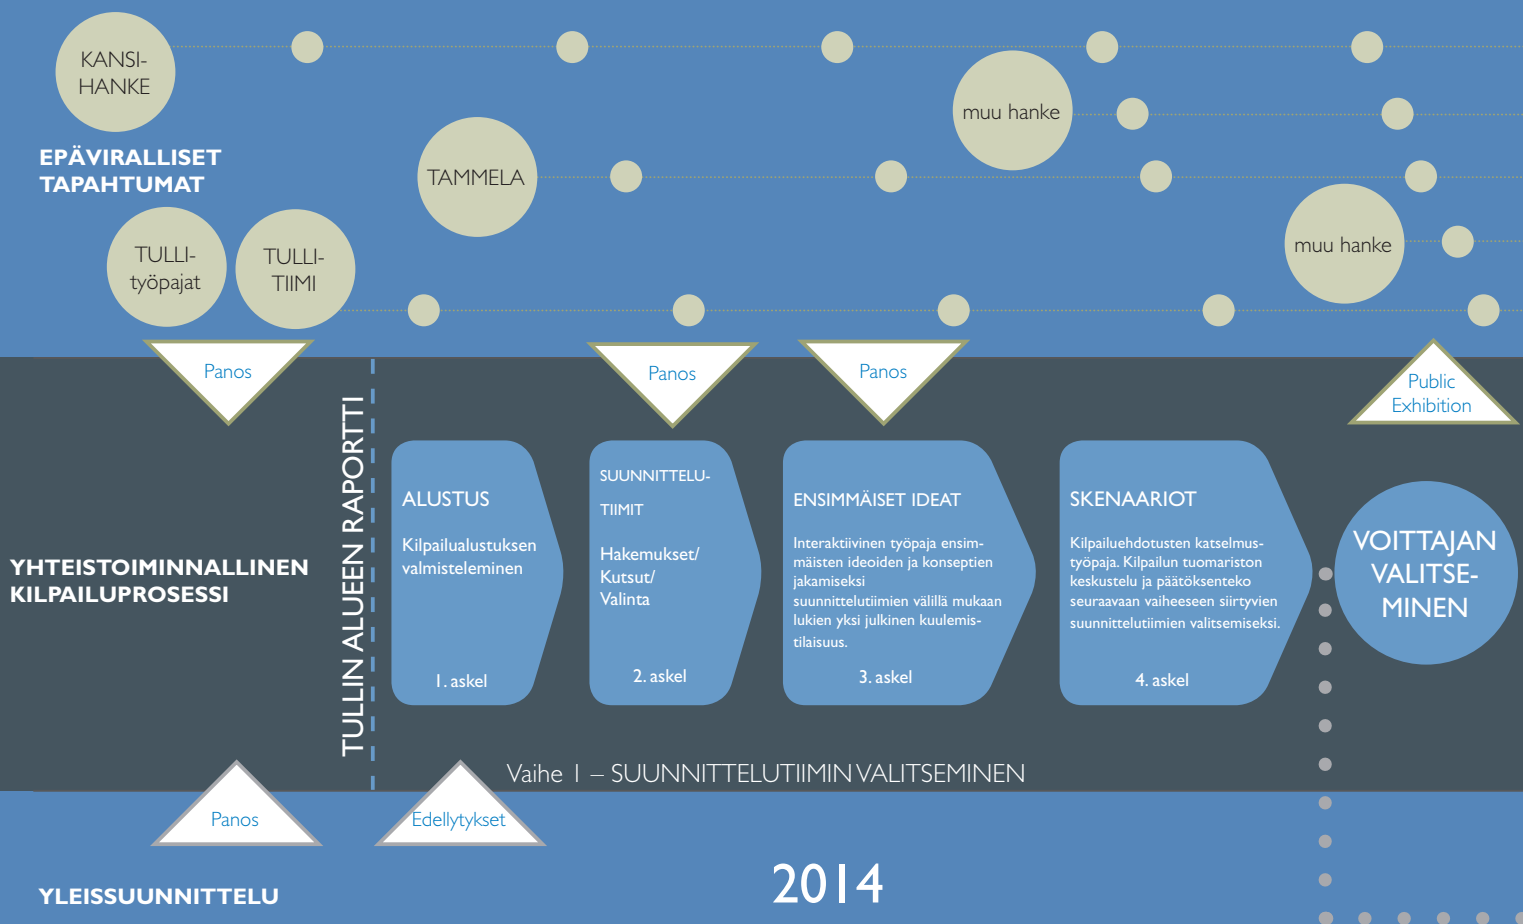 KANSI-
HANKE
EPÄVIRALLISET
TAPAHTUMAT
TAMMELA
muu hanke
muu hanke
TULLI-
työpajat
TULLI-
TIIMI
Panos
Panos
Panos
Public
Exhibition
YHTEISTOIMINNALLINEN
KILPAILUPROSESSI
TULLIN ALUEEN RAPORTTI
ALUSTUS
Kilpailualustuksen
valmisteleminen
1. askel
SUUNNITTELU-
TIIMIT
Hakemukset/
Kutsut/
Valinta
2. askel
ENSIMMÄISET IDEAT
Interaktiivinen työpaja ensim-
mäisten ideoiden ja konseptien
jakamiseksi
suunnittelutiimien välillä mukaan
lukien yksi julkinen kuulemis-
tilaisuus.
3. askel
SKENAARIOT
Kilpailuehdotusten katselmus-
työpaja. Kilpailun tuomariston
keskustelu ja päätöksenteko
seuraavaan vaiheeseen siirtyvien
suunnittelutiimien valitsemiseksi.
4. askel
VOITTAJAN
VALITSE-
MINEN
Vaihe 1 – SUUNNITTELUTIIMIN VALITSEMINEN
Panos
Edellytykset
YLEISSUUNNITTELU
2014